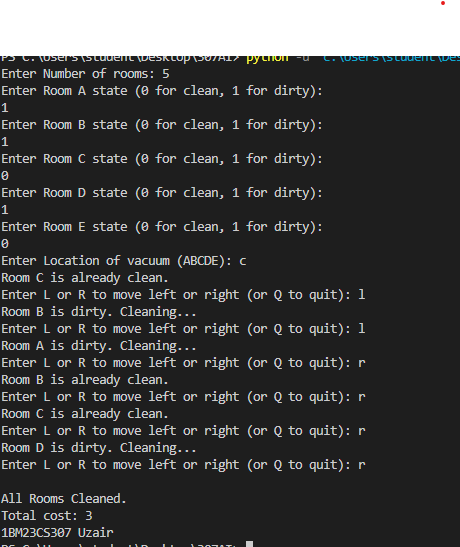 PS C:\Users\student\Desktop\307AI> python -u "C:\Users\student\Des
Enter Number of rooms: 5
Enter Room A state (0 for clean, 1 for dirty):
1
Enter Room B state (0 for clean, 1 for dirty):
1
Enter Room C state (0 for clean, 1 for dirty):
0
Enter Room D state (0 for clean, 1 for dirty):
1
Enter Room E state (0 for clean, 1 for dirty):
0
Enter Location of vacuum (ABCDE): c
Room C is already clean.
Enter L or R to move left or right (or Q to quit): l
Room B is dirty. Cleaning...
Enter L or R to move left or right (or Q to quit): l
Room A is dirty. Cleaning...
Enter L or R to move left or right (or Q to quit): r
Room B is already clean.
Enter L or R to move left or right (or Q to quit): r
Room C is already clean.
Enter L or R to move left or right (or Q to quit): r
Room D is dirty. Cleaning...
Enter L or R to move left or right (or Q to quit): r
All Rooms Cleaned.
Total cost: 3
1BM23CS307 Uzair
PS C:\Users\student\Desktop\307AI>